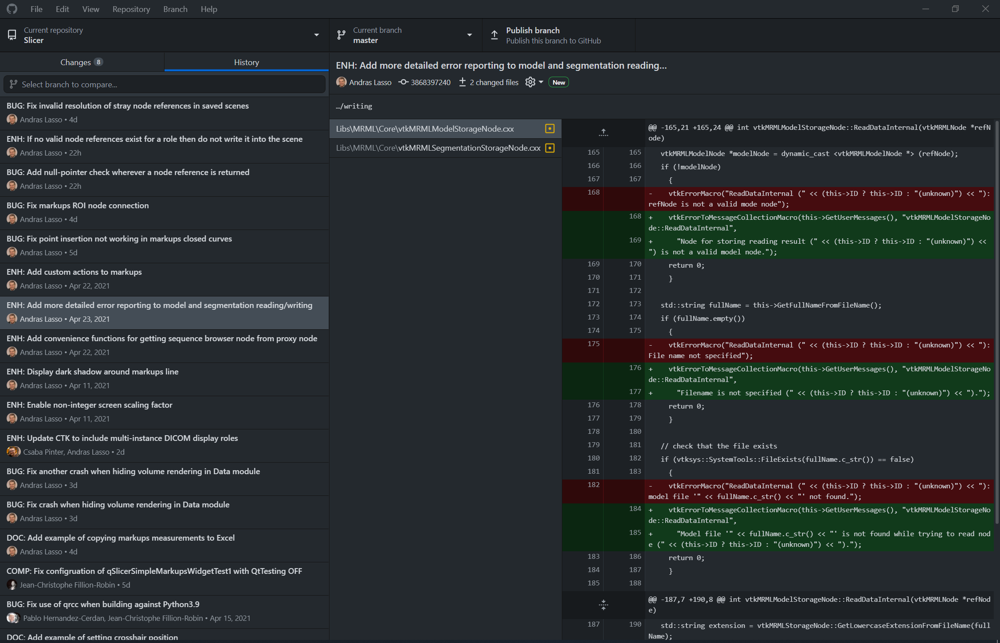 File Edit View Repository Branch Help
Current repository
Slicer
Current branch
master
Publish branch
Publish this branch to GitHub
Changes 8
History
Select branch to compare...
BUG: Fix invalid resolution of stray node references in saved scenes
Andras Lasso • 4d
ENH: If no valid node references exist for a role then do not write it into the scene
Andras Lasso • 22h
BUG: Add null-pointer check wherever a node reference is returned
Andras Lasso • 22h
BUG: Fix markups ROI node connection
Andras Lasso • 4d
BUG: Fix point insertion not working in markups closed curves
Andras Lasso • 5d
ENH: Add custom actions to markups
Andras Lasso • Apr 22, 2021
ENH: Add more detailed error reporting to model and segmentation reading/writing
Andras Lasso • Apr 23, 2021
ENH: Add convenience functions for getting sequence browser node from proxy node
Andras Lasso • Apr 22, 2021
ENH: Display dark shadow around markups line
Andras Lasso • Apr 11, 2021
ENH: Enable non-integer screen scaling factor
Andras Lasso • Apr 11, 2021
ENH: Update CTK to include multi-instance DICOM display roles
Csaba Pinter, Andras Lasso • 2d
BUG: Fix another crash when hiding volume rendering in Data module
Andras Lasso • 3d
BUG: Fix crash when hiding volume rendering in Data module
Andras Lasso • 3d
DOC: Add example of copying markups measurements to Excel
Andras Lasso • 4d
COMP: Fix configruation of qSlicerSimpleMarkupsWidgetTest1 with QtTesting OFF
Jean-Christophe Fillion-Robin • 5d
BUG: Fix use of qrcc when building against Python3.9
Pablo Hernandez-Cerdan, Jean-Christophe Fillion-Robin • Apr 15, 2021
DOC: Add example of setting crosshair position
ENH: Add more detailed error reporting to model and segmentation reading...
Andras Lasso 3868397240 2 changed files New
…/writing
Libs\MRML\Core\vtkMRMLModelStorageNode.cxx
Libs\MRML\Core\vtkMRMLSegmentationStorageNode.cxx
@@ -165,21 +165,24 @@ int vtkMRMLModelStorageNode::ReadDataInternal(vtkMRMLNode *refN
ode)
165 165 vtkMRMLModelNode *modelNode = dynamic_cast <vtkMRMLModelNode *> (refNode);
166 166 if (!modelNode)
167 167 {
168 - vtkErrorMacro("ReadDataInternal (" << (this->ID ? this->ID : "(unknown)") << "):
refNode is not a valid mode node");
168 + vtkErrorToMessageCollectionMacro(this->GetUserMessages(), "vtkMRMLModelStorageNo
de::ReadDataInternal",
169 + "Node for storing reading result (" << (this->ID ? this->ID : "(unknown)") <<
") is not a valid model node.");
169 170 return 0;
170 171 }
171 172
172 173 std::string fullName = this->GetFullNameFromFileName();
173 174 if (fullName.empty())
174 175 {
175 - vtkErrorMacro("ReadDataInternal (" << (this->ID ? this->ID : "(unknown)") << "):
File name not specified");
176 + vtkErrorToMessageCollectionMacro(this->GetUserMessages(), "vtkMRMLModelStorageNo
de::ReadDataInternal",
177 + "Filename is not specified (" << (this->ID ? this->ID : "(unknown)") << ").");
176 178 return 0;
177 179 }
178 180
179 181 // check that the file exists
180 182 if (vtksys::SystemTools::FileExists(fullName.c_str()) == false)
181 183 {
182 - vtkErrorMacro("ReadDataInternal (" << (this->ID ? this->ID : "(unknown)") << "):
model file '" << fullName.c_str() << "' not found.");
184 + vtkErrorToMessageCollectionMacro(this->GetUserMessages(), "vtkMRMLModelStorageNo
de::ReadDataInternal",
185 + "Model file '" << fullName.c_str() << "' is not found while trying to read nod
e (" << (this->ID ? this->ID : "(unknown)") << ").");
183 186 return 0;
184 187 }
185 188
@@ -187,7 +190,8 @@ int vtkMRMLModelStorageNode::ReadDataInternal(vtkMRMLNode *refNod
e)
187 190 std::string extension = vtkMRMLStorageNode::GetLowercaseExtensionFromFileName(full
Name);